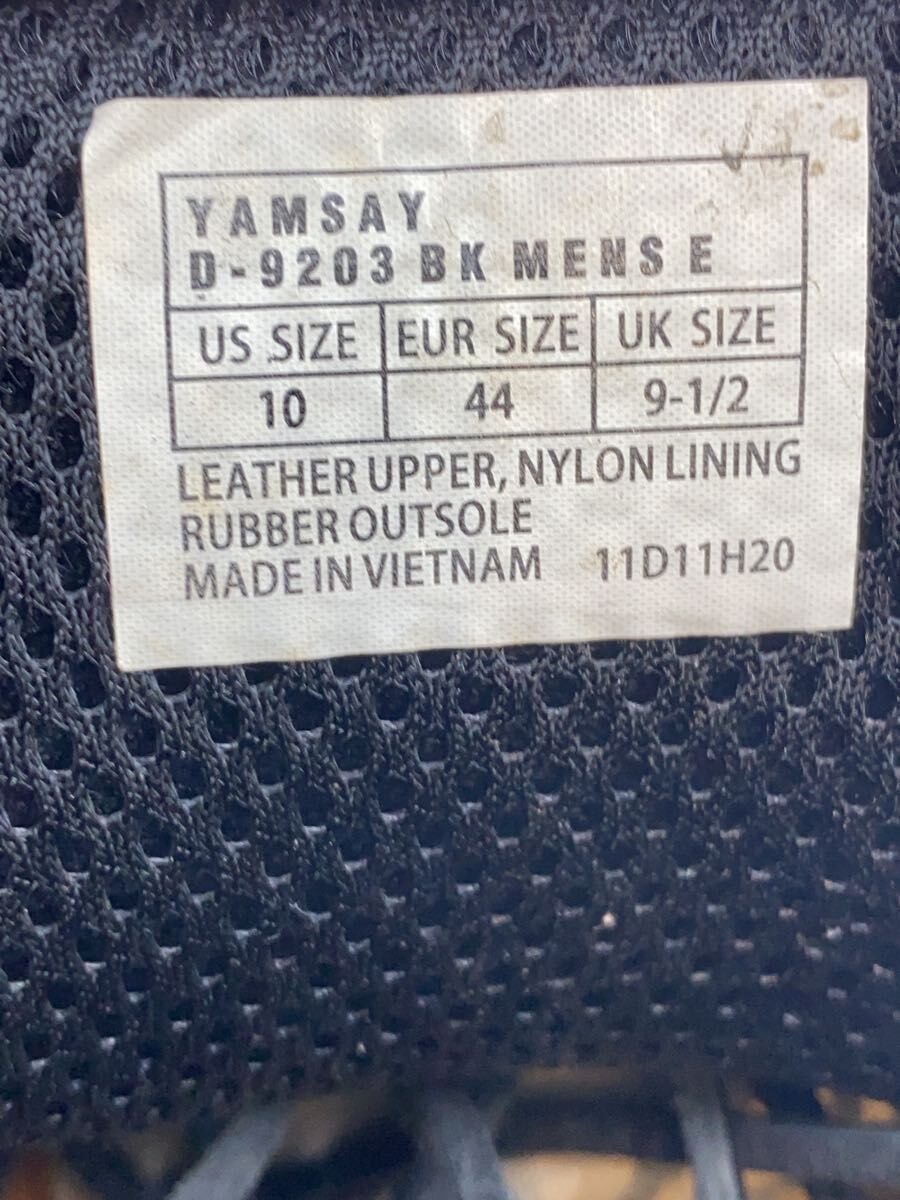 YAMSAY
D-9203 BK MENS E
US SIZE EUR SIZE UK SIZE
10 44 9-1/2
LEATHER UPPER, NYLON LINING
RUBBER OUTSOLE
MADE IN VIETNAM 11D11H20